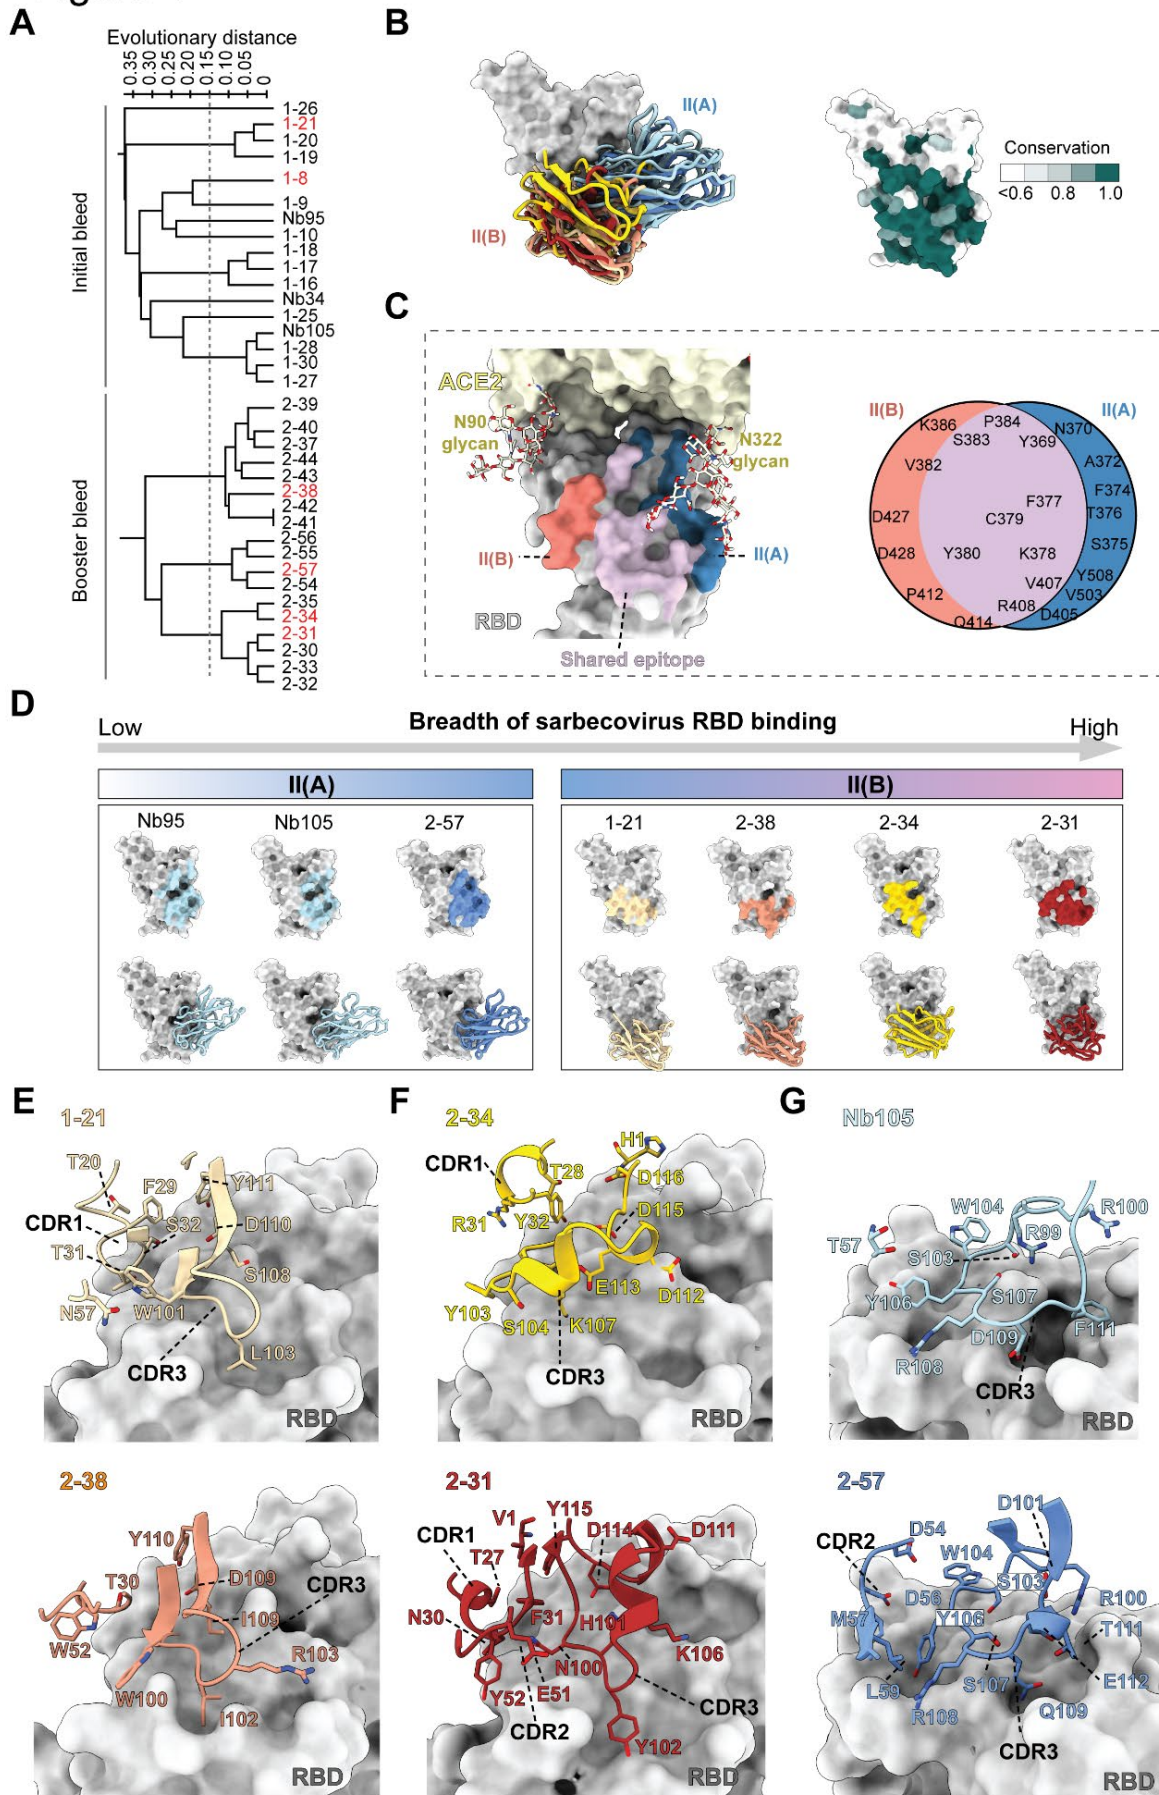 A
Evolutionary distance
0.35
0.30
0.25
0.20
0.15
0.10
0.05
0
Initial bleed
1-26
1-21
1-20
1-19
1-8
1-9
Nb95
1-10
1-18
1-17
1-16
Nb34
1-25
Nb105
1-28
1-30
1-27
Booster bleed
2-39
2-40
2-37
2-44
2-43
2-38
2-42
2-41
2-56
2-55
2-57
2-54
2-35
2-34
2-31
2-30
2-33
2-32
B
II(A)
II(B)
Conservation
<0.6
0.8
1.0
C
ACE2
N90
glycan
N322
glycan
II(B)
II(A)
RBD
Shared epitope
II(B)
II(A)
K386
P384
N370
S383
Y369
V382
A372
F374
F377
D427
C379
T376
S375
D428
Y380
K378
Y508
V407
V503
P412
R408
D405
Q414
D
Low
Breadth of sarbecovirus RBD binding
High
II(A)
II(B)
Nb95
Nb105
2-57
1-21
2-38
2-34
2-31
E
1-21
T20
F29
Y111
CDR1
S32
D110
T31
S108
N57
W101
L103
CDR3
RBD
2-38
Y110
T30
D109
CDR3
I109
W52
R103
W100
I102
RBD
F
2-34
H1
CDR1
T28
D116
R31
Y32
D115
E113
D112
Y103
S104
K107
CDR3
RBD
2-31
V1
Y115
CDR1
D114
D111
T27
N30
F31
H101
K106
N100
Y52
E51
CDR3
CDR2
Y102
RBD
G
Nb105
W104
R100
T57
R99
S103
Y106
S107
D109
F111
R108
CDR3
RBD
2-57
D101
D54
CDR2
W104
S103
D56
R100
M57
Y106
T111
L59
S107
E112
R108
Q109
CDR3
RBD